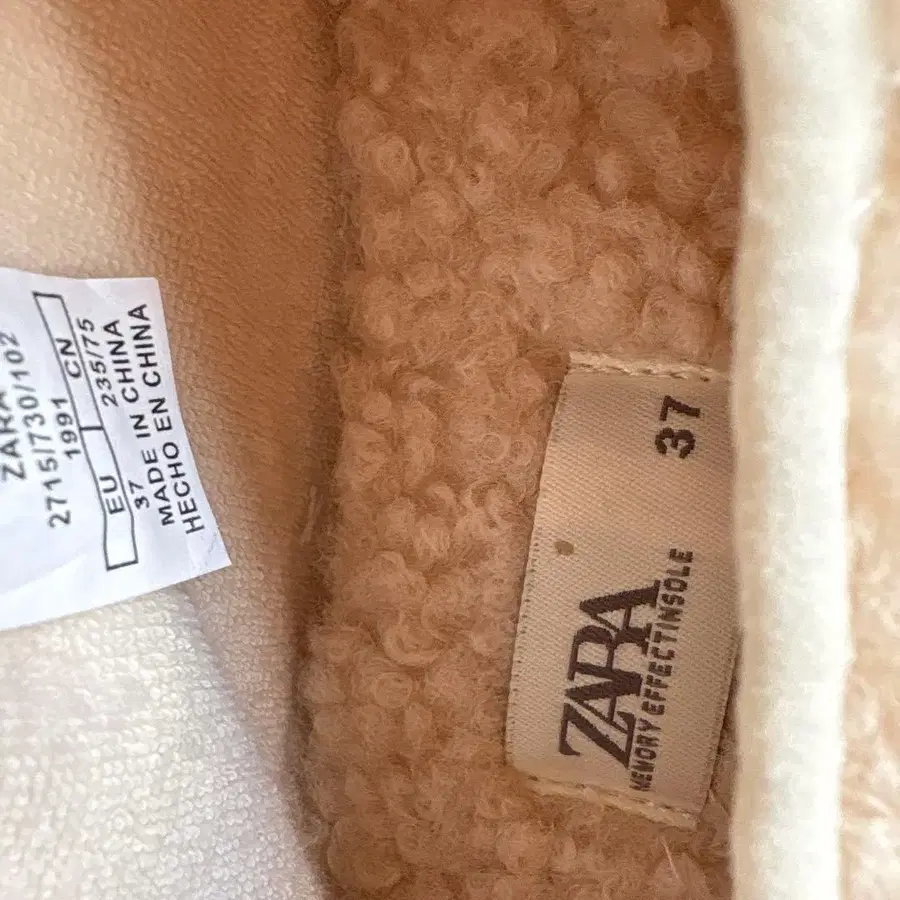 ZARA
2715/730/102
1991 CN
EU 235/75
37 IN CHINA
MADE EN CHINA
HECHO
37
ZARA
MEMORY EFFECT INSOLE